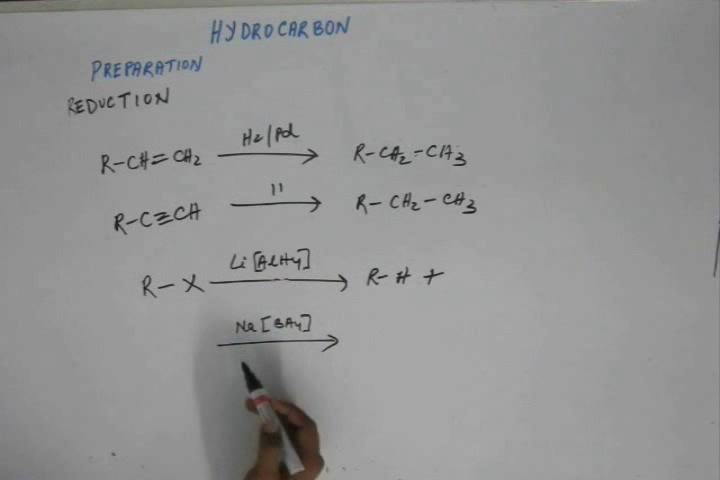 HYDROCARBON
PREPARATION
REDUCTION
R-CH=CH2 H2/Pd R-CH2-CH3
R-C≡CH " R-CH2-CH3
R-X Li[AlH4] R-H +
Na[BH4]